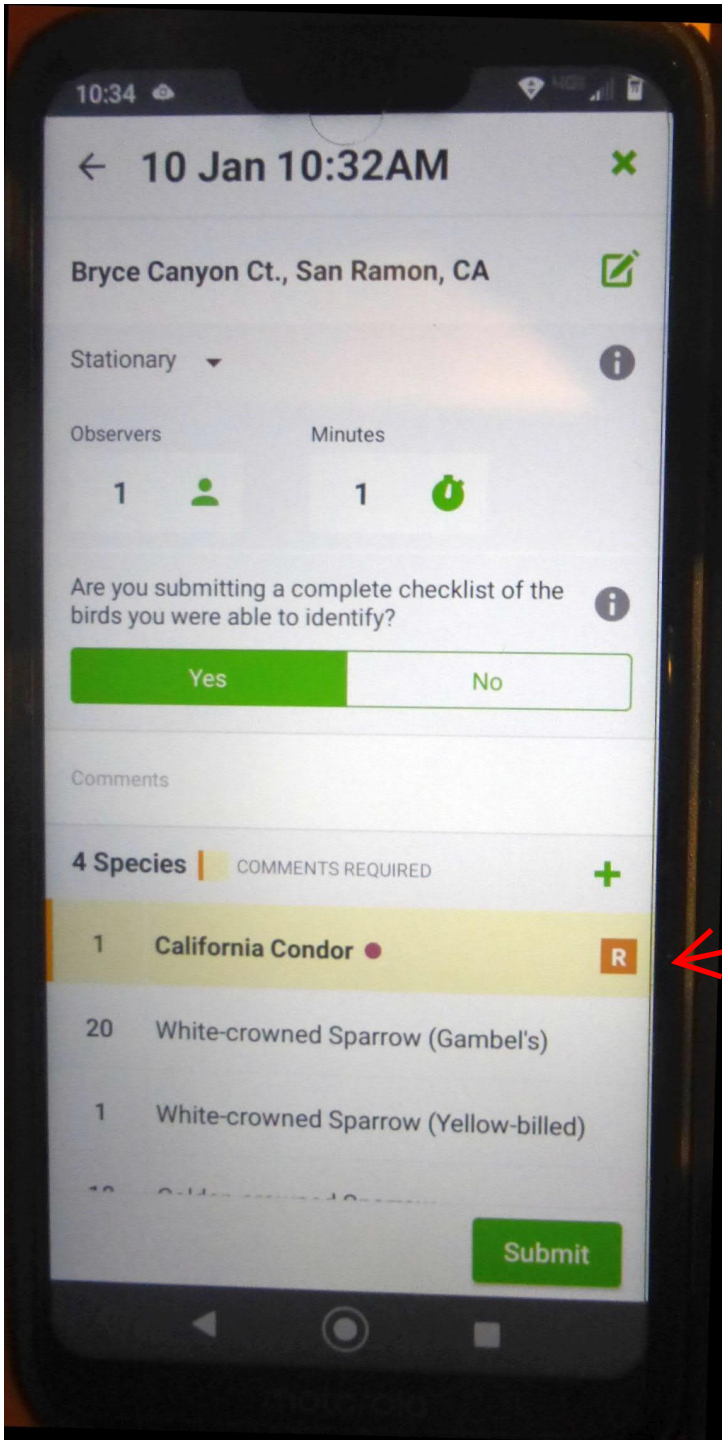 10:34
10 Jan 10:32AM
Bryce Canyon Ct., San Ramon, CA
Stationary
Observers Minutes
1 1
Are you submitting a complete checklist of the
birds you were able to identify?
Yes No
Comments
4 Species COMMENTS REQUIRED
1 California Condor R
20 White-crowned Sparrow (Gambel's)
1 White-crowned Sparrow (Yellow-billed)
Submit